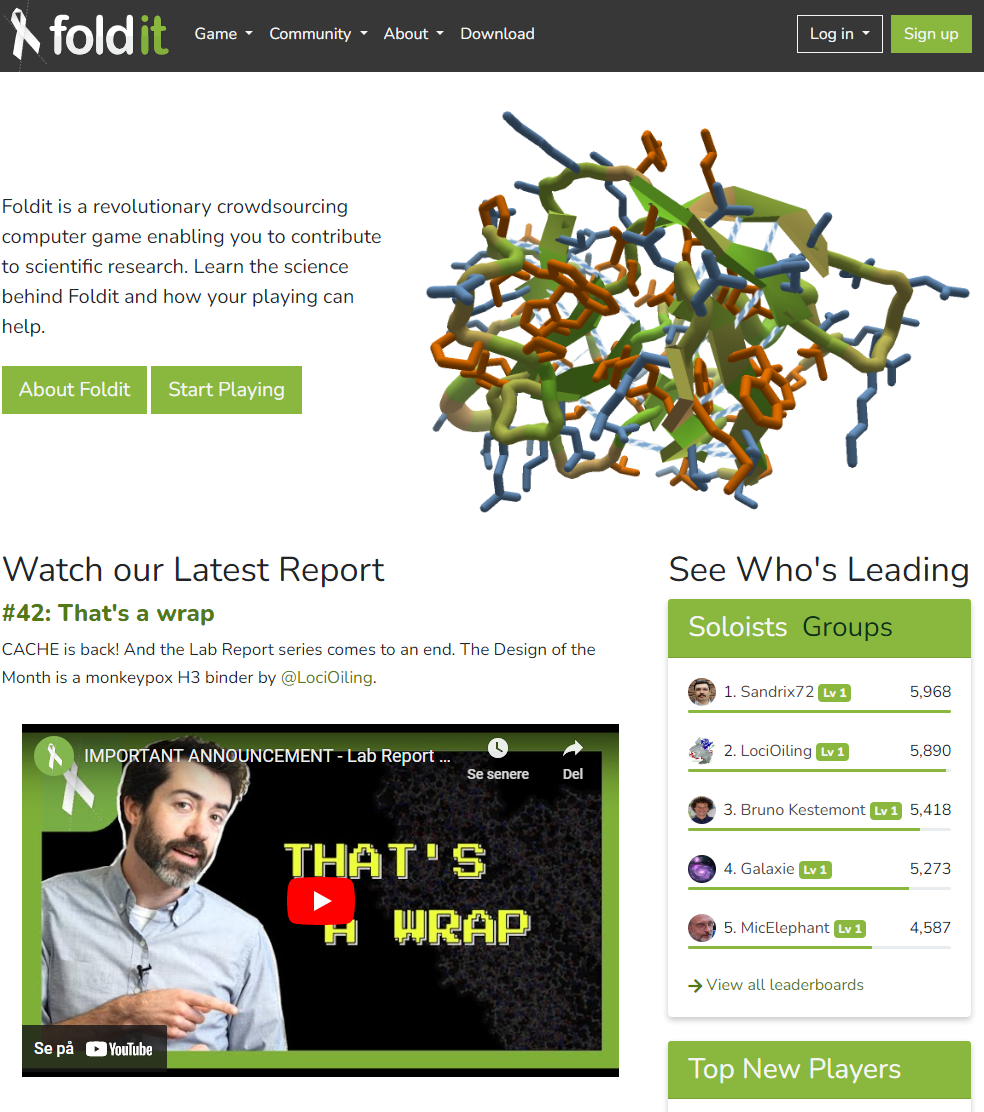 foldit Game Community About Download Log in Sign up
Foldit is a revolutionary crowdsourcing
computer game enabling you to contribute
to scientific research. Learn the science
behind Foldit and how your playing can
help.
About Foldit Start Playing
Watch our Latest Report
#42: That's a wrap
CACHE is back! And the Lab Report series comes to an end. The Design of the
Month is a monkeypox H3 binder by @LociOiling.
IMPORTANT ANNOUNCEMENT - Lab Report ...
Se senere Del
THAT'S
A WRAP
Se på YouTube
See Who's Leading
Soloists Groups
1. Sandrix72 Lv 1 5,968
2. LociOiling Lv 1 5,890
3. Bruno Kestemont Lv 1 5,418
4. Galaxie Lv 1 5,273
5. MicElephant Lv 1 4,587
View all leaderboards
Top New Players